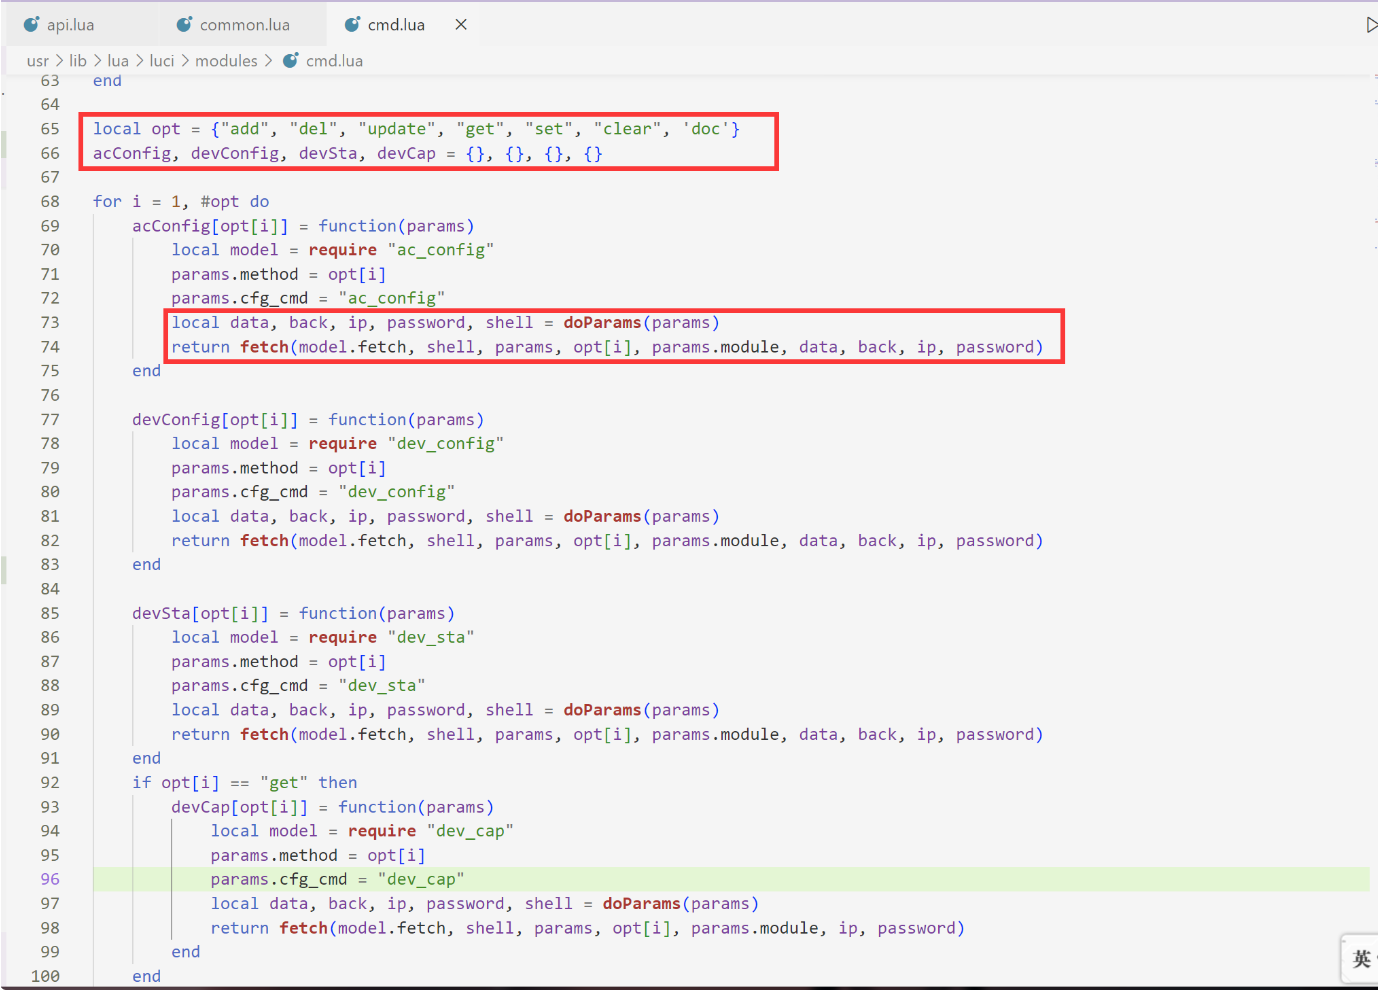 api.lua common.lua cmd.lua
usr > lib > lua > luci > modules > cmd.lua
63 end
64
65 local opt = {"add", "del", "update", "get", "set", "clear", 'doc'}
66 acConfig, devConfig, devSta, devCap = {}, {}, {}, {}
67
68 for i = 1, #opt do
69 acConfig[opt[i]] = function(params)
70 local model = require "ac_config"
71 params.method = opt[i]
72 params.cfg_cmd = "ac_config"
73 local data, back, ip, password, shell = doParams(params)
74 return fetch(model.fetch, shell, params, opt[i], params.module, data, back, ip, password)
75 end
76
77 devConfig[opt[i]] = function(params)
78 local model = require "dev_config"
79 params.method = opt[i]
80 params.cfg_cmd = "dev_config"
81 local data, back, ip, password, shell = doParams(params)
82 return fetch(model.fetch, shell, params, opt[i], params.module, data, back, ip, password)
83 end
84
85 devSta[opt[i]] = function(params)
86 local model = require "dev_sta"
87 params.method = opt[i]
88 params.cfg_cmd = "dev_sta"
89 local data, back, ip, password, shell = doParams(params)
90 return fetch(model.fetch, shell, params, opt[i], params.module, data, back, ip, password)
91 end
92 if opt[i] == "get" then
93 devCap[opt[i]] = function(params)
94 local model = require "dev_cap"
95 params.method = opt[i]
96 params.cfg_cmd = "dev_cap"
97 local data, back, ip, password, shell = doParams(params)
98 return fetch(model.fetch, shell, params, opt[i], params.module, ip, password)
99 end
100 end
英